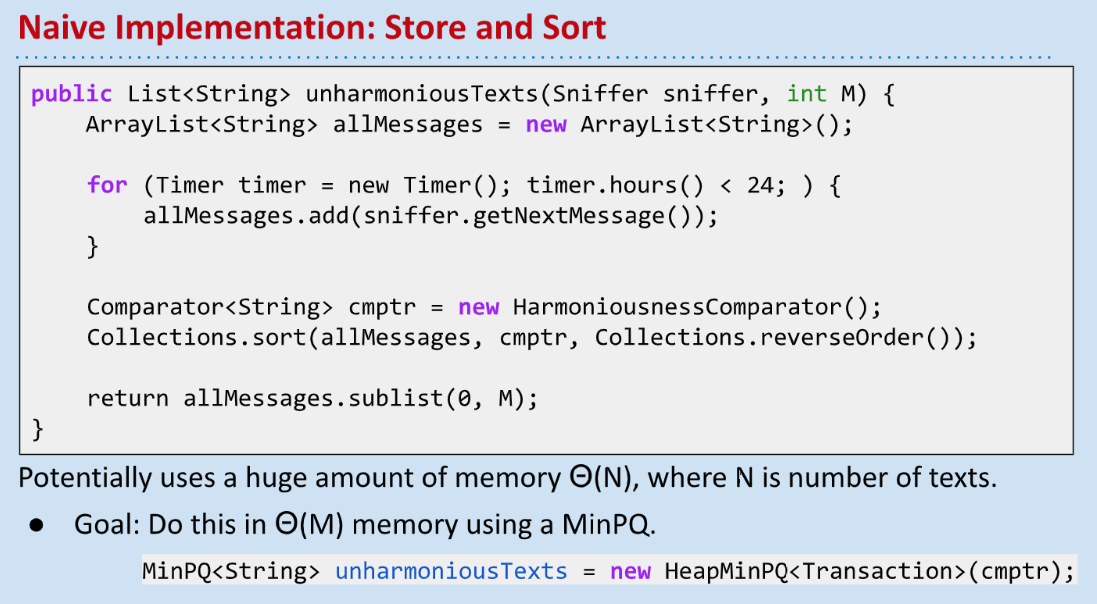 Naive Implementation: Store and Sort
public List<String> unharmoniousTexts(Sniffer sniffer, int M) {
    ArrayList<String> allMessages = new ArrayList<String>();
    for (Timer timer = new Timer(); timer.hours() < 24; ) {
        allMessages.add(sniffer.getNextMessage());
    }
    Comparator<String> cmptr = new HarmoniousnessComparator();
    Collections.sort(allMessages, cmptr, Collections.reverseOrder());
    return allMessages.sublist(0, M);
}
Potentially uses a huge amount of memory Θ(N), where N is number of texts.
● Goal: Do this in Θ(M) memory using a MinPQ.
MinPQ<String> unharmoniousTexts = new HeapMinPQ<Transaction>(cmptr);